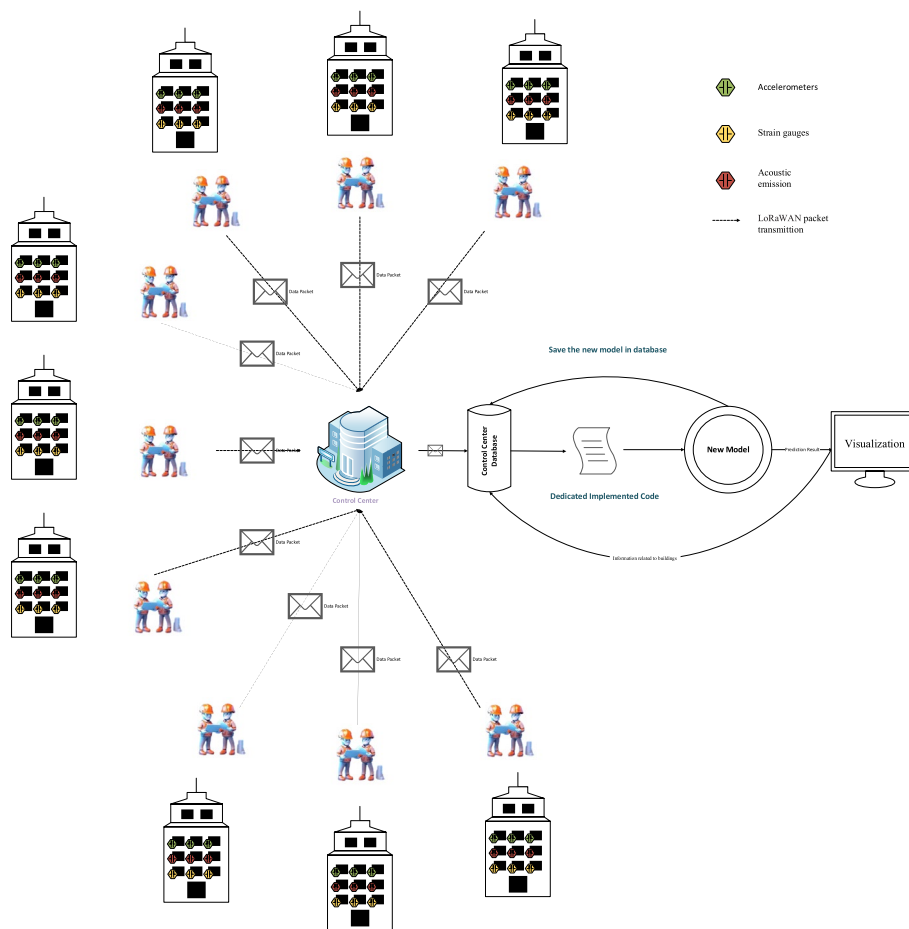 Accelerometers
Strain gauges
Acoustic
emission
LoRaWAN packet
transmittion
Data Packet
Data Packet
Data Packet
Data Packet
Save the new model in database
Data Packet
Control Center
Control Center
Database
Dedicated Implemented Code
New Model
Prediction Result
Visualization
Information related to buildings
Data Packet
Data Packet
Data Packet
Data Packet